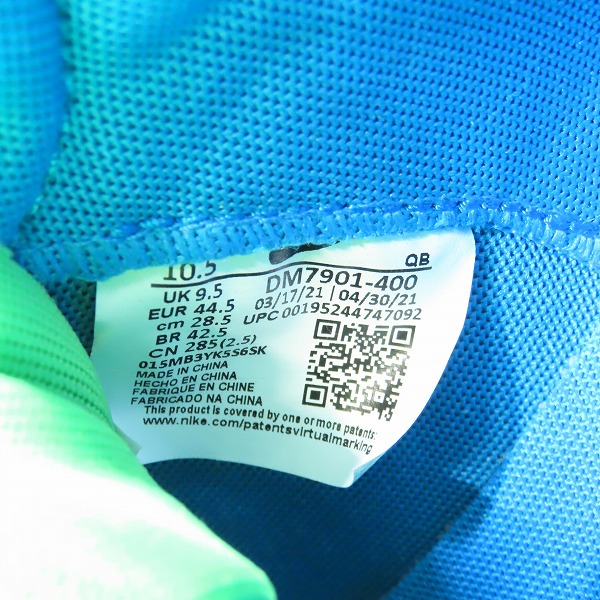 10.5
UK 9.5
EUR 44.5
cm 28.5
BR 42.5
CN 285(2.5)
015MB3YK5S6SK
MADE IN CHINA
HECHO EN CHINA
FABRIQUE EN CHINE
FABRICADO NA CHINA
QB
DM7901-400
03/17/21 | 04/30/21
UPC 00195244747092
This product is covered by one or more patents:
www.nike.com/patentsvirtualmarking